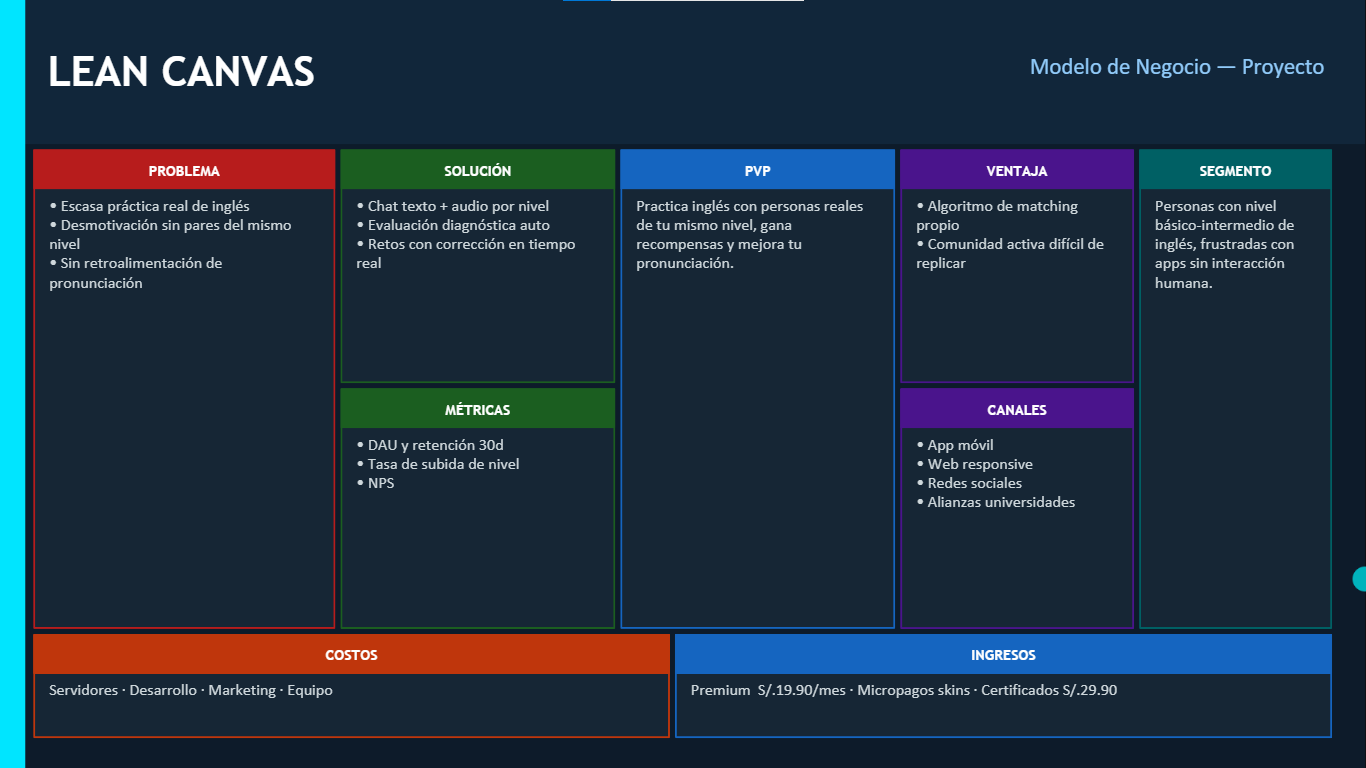 LEAN CANVAS
Modelo de Negocio — Proyecto
PROBLEMA
• Escasa práctica real de inglés
• Desmotivación sin pares del mismo
nivel
• Sin retroalimentación de
pronunciación
SOLUCIÓN
• Chat texto + audio por nivel
• Evaluación diagnóstica auto
• Retos con corrección en tiempo
real
MÉTRICAS
• DAU y retención 30d
• Tasa de subida de nivel
• NPS
PVP
Practica inglés con personas reales
de tu mismo nivel, gana
recompensas y mejora tu
pronunciación.
VENTAJA
• Algoritmo de matching
propio
• Comunidad activa difícil de
replicar
CANALES
• App móvil
• Web responsive
• Redes sociales
• Alianzas universidades
SEGMENTO
Personas con nivel
básico-intermedio de
inglés, frustradas con
apps sin interacción
humana.
COSTOS
Servidores · Desarrollo · Marketing · Equipo
INGRESOS
Premium  S/.19.90/mes · Micropagos skins · Certificados S/.29.90